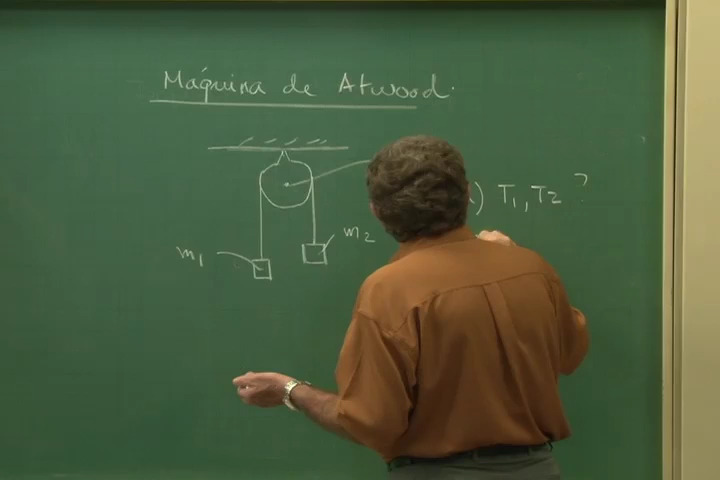 Máquina de Atwood.
) T₁, T₂ ?
m₂
m₁